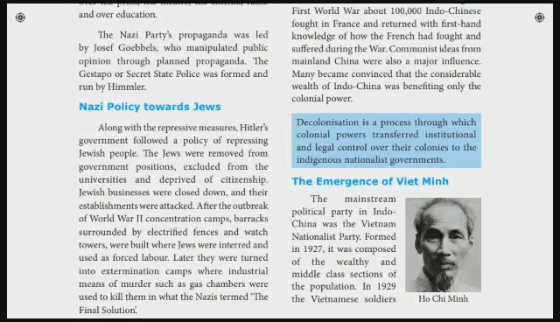 and over education.
The Nazi Party's propaganda was led
by Josef Goebbels, who manipulated public
opinion through planned propaganda. The
Gestapo or Secret State Police was formed and
run by Himmler.
Nazi Policy towards Jews
Along with the repressive measures, Hitler's
government followed a policy of repressing
Jewish people. The Jews were removed from
government positions, excluded from the
universities and deprived of citizenship.
Jewish businesses were closed down, and their
establishments were attacked. After the outbreak
of World War II concentration camps, barracks
surrounded by electrified fences and watch
towers, were built where Jews were interred and
used as forced labour. Later they were turned
into extermination camps where industrial
means of murder such as gas chambers were
used to kill them in what the Nazis termed 'The
Final Solution'.
First World War about 100,000 Indo-Chinese
fought in France and returned with first-hand
knowledge of how the French had fought and
suffered during the War. Communist ideas from
mainland China were also a major influence.
Many became convinced that the considerable
wealth of Indo-China was benefiting only the
colonial power.
Decolonisation is a process through which
colonial powers transferred institutional
and legal control over their colonies to the
indigenous nationalist governments.
The Emergence of Viet Minh
The mainstream
political party in Indo-
China was the Vietnam
Nationalist Party. Formed
in 1927, it was composed
of the wealthy and
middle class sections of
the population. In 1929
the Vietnamese soldiers
Ho Chi Minh